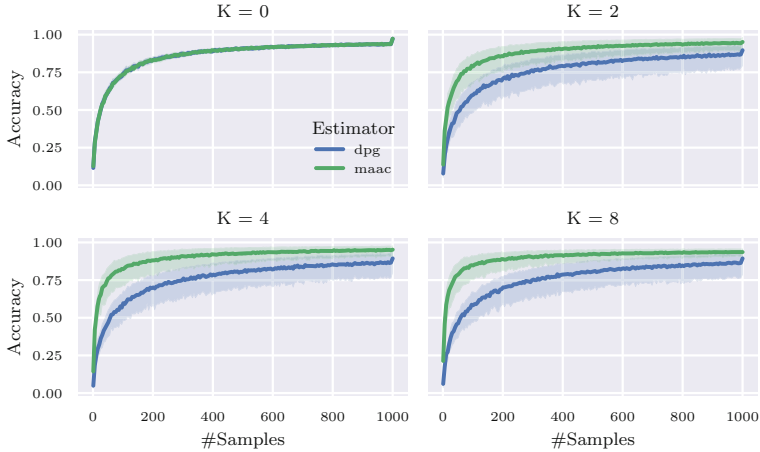 K = 0
K = 2
1.00
0.75
0.50
0.25
0.00
Accuracy
Estimator
dpg
maac
K = 4
K = 8
1.00
0.75
0.50
0.25
0.00
Accuracy
0 200 400 600 800 1000
0 200 400 600 800 1000
#Samples
#Samples